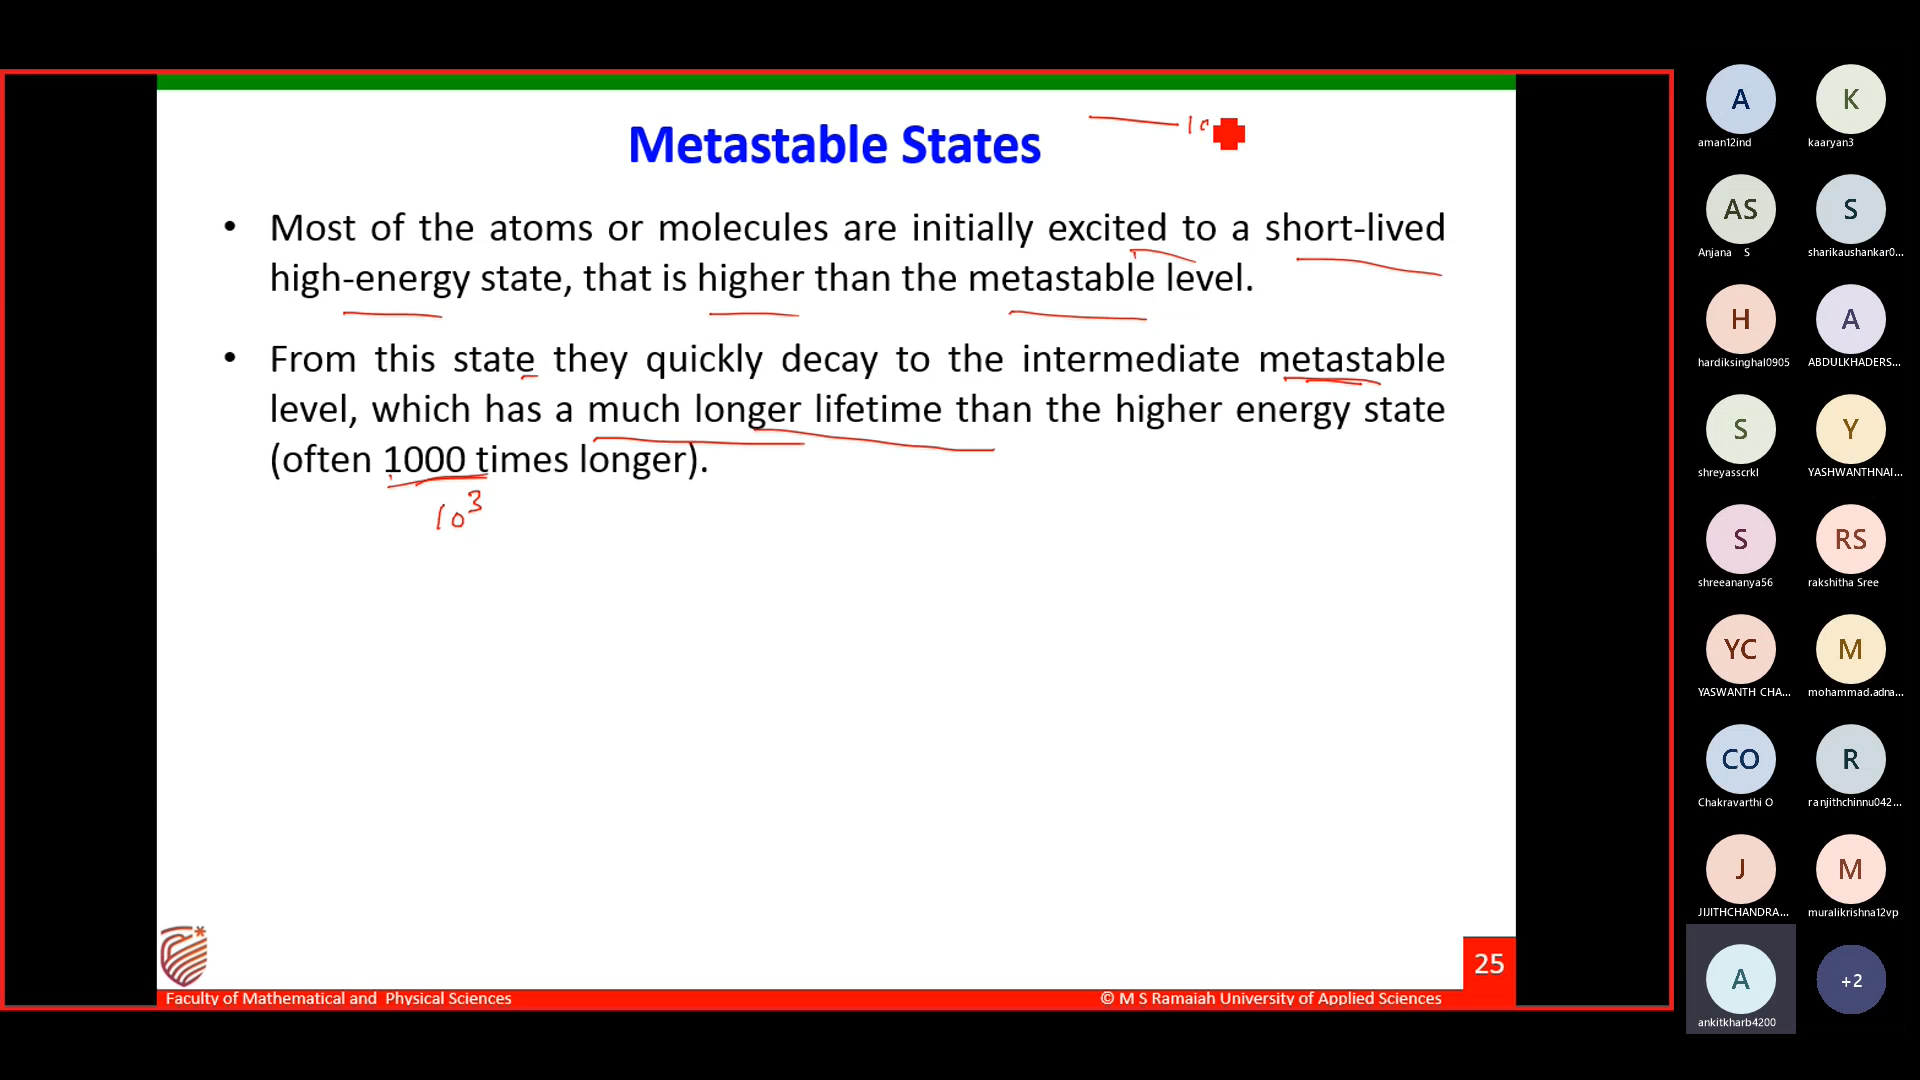 Metastable States
10
• Most of the atoms or molecules are initially excited to a short-lived
high-energy state, that is higher than the metastable level.
• From this state they quickly decay to the intermediate metastable
level, which has a much longer lifetime than the higher energy state
(often 1000 times longer).
10³
25
Faculty of Mathematical and Physical Sciences
© M S Ramaiah University of Applied Sciences
A
aman12ind
K
kaaryan3
AS
Anjana S
S
sharikaushankar0...
H
hardiksinghal0905
A
ABDULKHADERS...
S
shreyasscrkl
Y
YASHWANTHNAI...
S
shreeananya56
RS
rakshitha Sree
YC
YASWANTH CHA...
M
mohammad.adna...
CO
Chakravarthi O
R
ranjithchinnu042...
J
JIJITHCHANDRA...
M
muralikrishna12vp
A
ankitkharb4200
+2